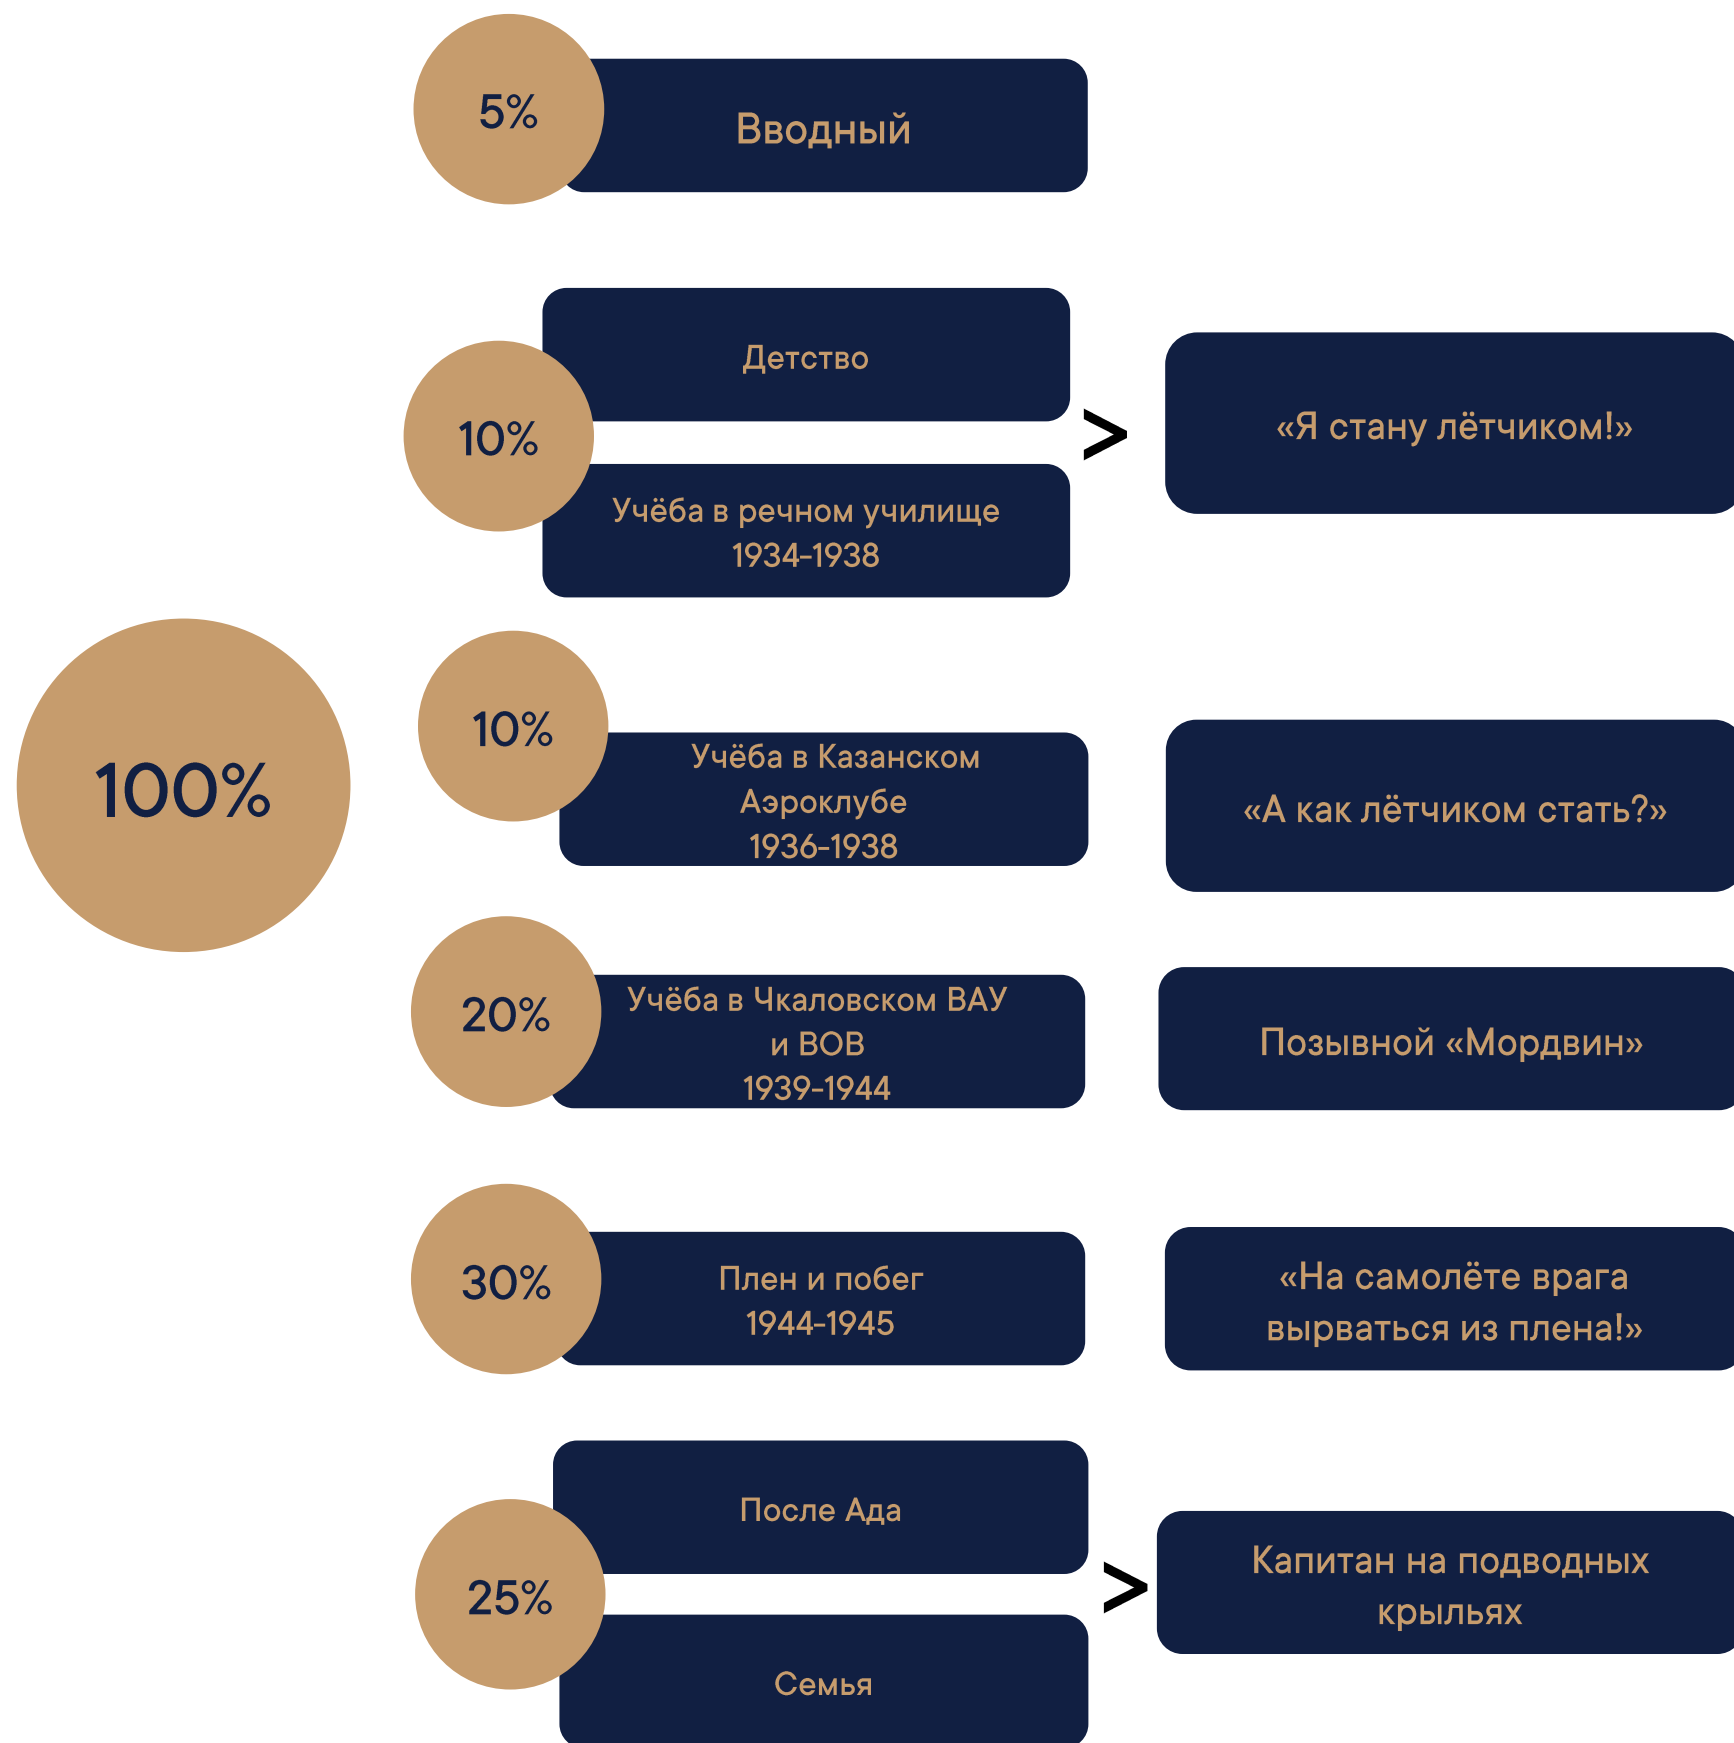 5%
Вводный
Детство
10%
Учёба в речном училище
1934-1938
>
«Я стану лётчиком!»
100%
10%
Учёба в Казанском
Аэроклубе
1936-1938
«А как лётчиком стать?»
20%
Учёба в Чкаловском ВАУ
и ВОВ
1939-1944
Позывной «Мордвин»
30%
Плен и побег
1944-1945
«На самолёте врага
вырваться из плена!»
После Ада
25%
Семья
>
Капитан на подводных
крыльях